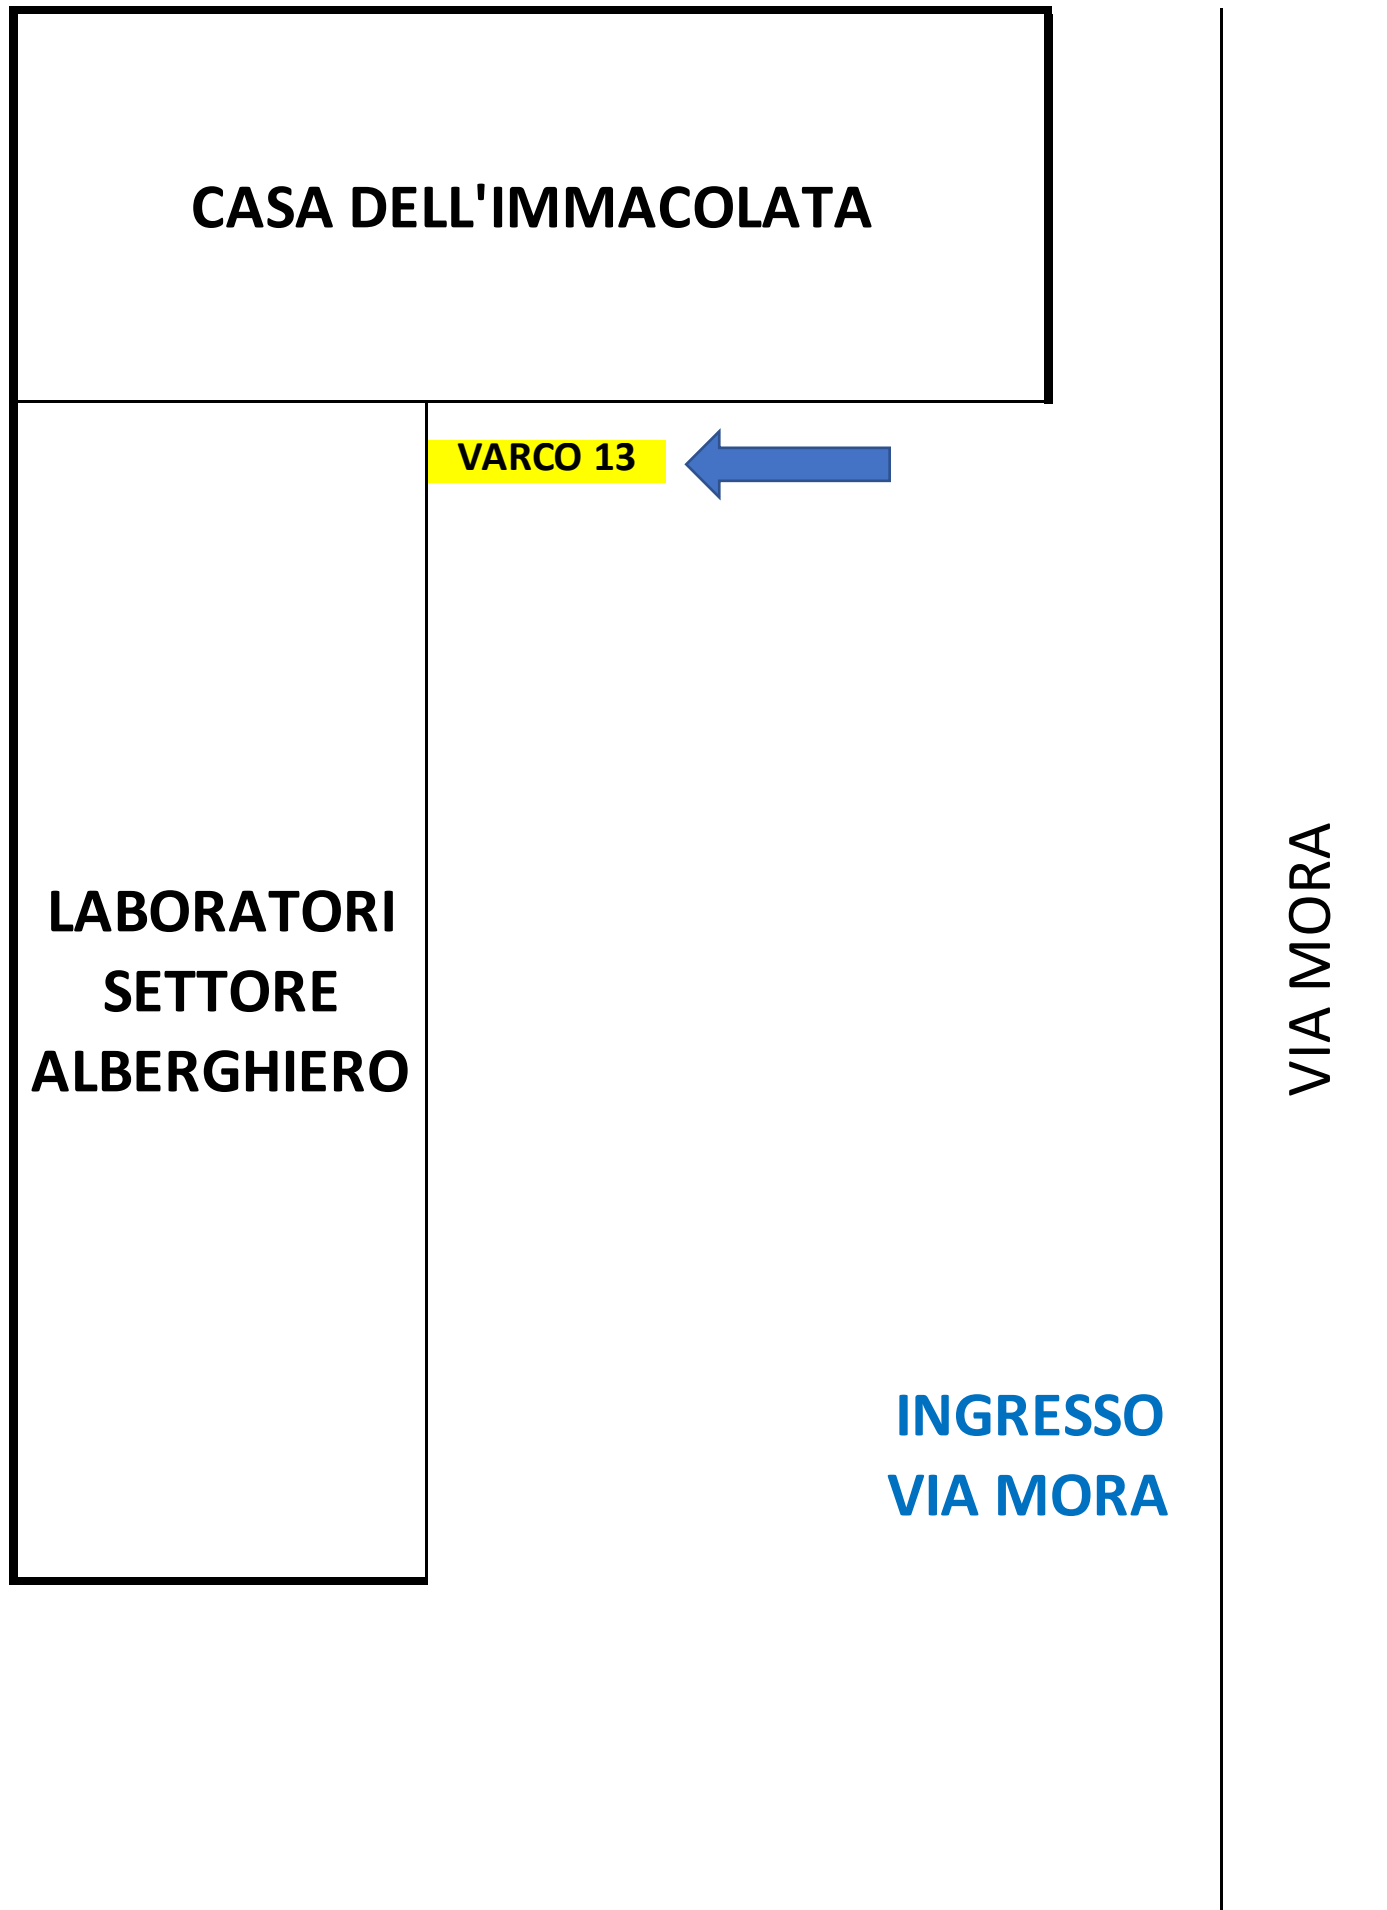 CASA DELL'IMMACOLATA
VARCO 13
LABORATORI
SETTORE
ALBERGHIERO
VIA MORA
INGRESSO
VIA MORA